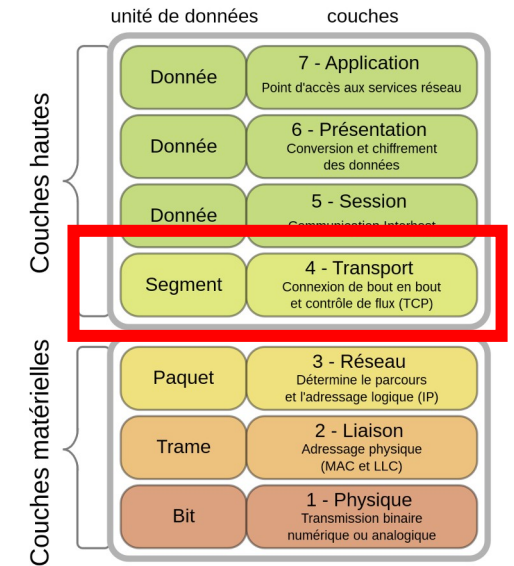 unité de données couches
Couches hautes
Donnée
7 - Application
Point d'accès aux services réseau
Donnée
6 - Présentation
Conversion et chiffrement
des données
Donnée
5 - Session
Communication Interhost
Segment
4 - Transport
Connexion de bout en bout
et contrôle de flux (TCP)
Couches matérielles
Paquet
3 - Réseau
Détermine le parcours
et l'adressage logique (IP)
Trame
2 - Liaison
Adressage physique
(MAC et LLC)
Bit
1 - Physique
Transmission binaire
numérique ou analogique